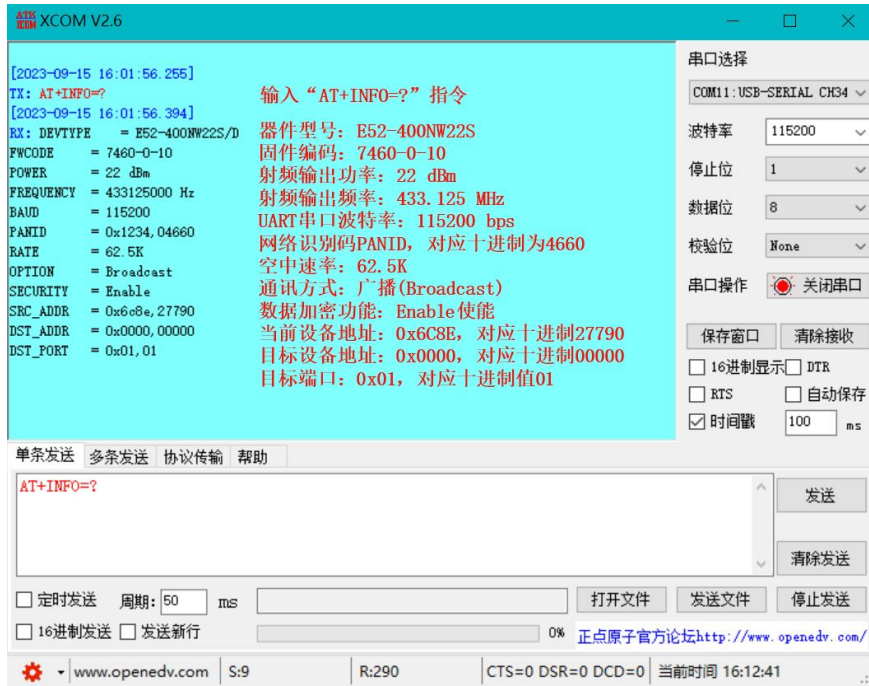 ATK XCOM XCOM V2.6
[2023-09-15 16:01:56.255]
TX: AT+INFO=?
[2023-09-15 16:01:56.394]
RX: DEVTYPE = E52-400NW22S/D
FWCODE = 7460-0-10
POWER = 22 dBm
FREQUENCY = 433125000 Hz
BAUD = 115200
PANID = 0x1234,04660
RATE = 62.5K
OPTION = Broadcast
SECURITY = Enable
SRC_ADDR = 0x6c8e,27790
DST_ADDR = 0x0000,00000
DST_PORT = 0x01,01
输入“AT+INFO=?”指令
器件型号：E52-400NW22S
固件编码：7460-0-10
射频输出功率：22 dBm
射频输出频率：433.125 MHz
UART串口波特率：115200 bps
网络识别码PANID，对应十进制为4660
空中速率：62.5K
通讯方式：广播(Broadcast)
数据加密功能：Enable使能
当前设备地址：0x6C8E，对应十进制27790
目标设备地址：0x0000，对应十进制00000
目标端口：0x01，对应十进制值01
串口选择
COM11:USB-SERIAL CH34
波特率 115200
停止位 1
数据位 8
校验位 None
串口操作 关闭串口
保存窗口 清除接收
16进制显示 DTR
RTS 自动保存
时间戳 100 ms
单条发送 多条发送 协议传输 帮助
AT+INFO=?
发送
清除发送
定时发送 周期: 50 ms 打开文件 发送文件 停止发送
16进制发送 发送新行 0% 正点原子官方论坛http://www.openedv.com/
www.openedv.com S:9 R:290 CTS=0 DSR=0 DCD=0 当前时间 16:12:41